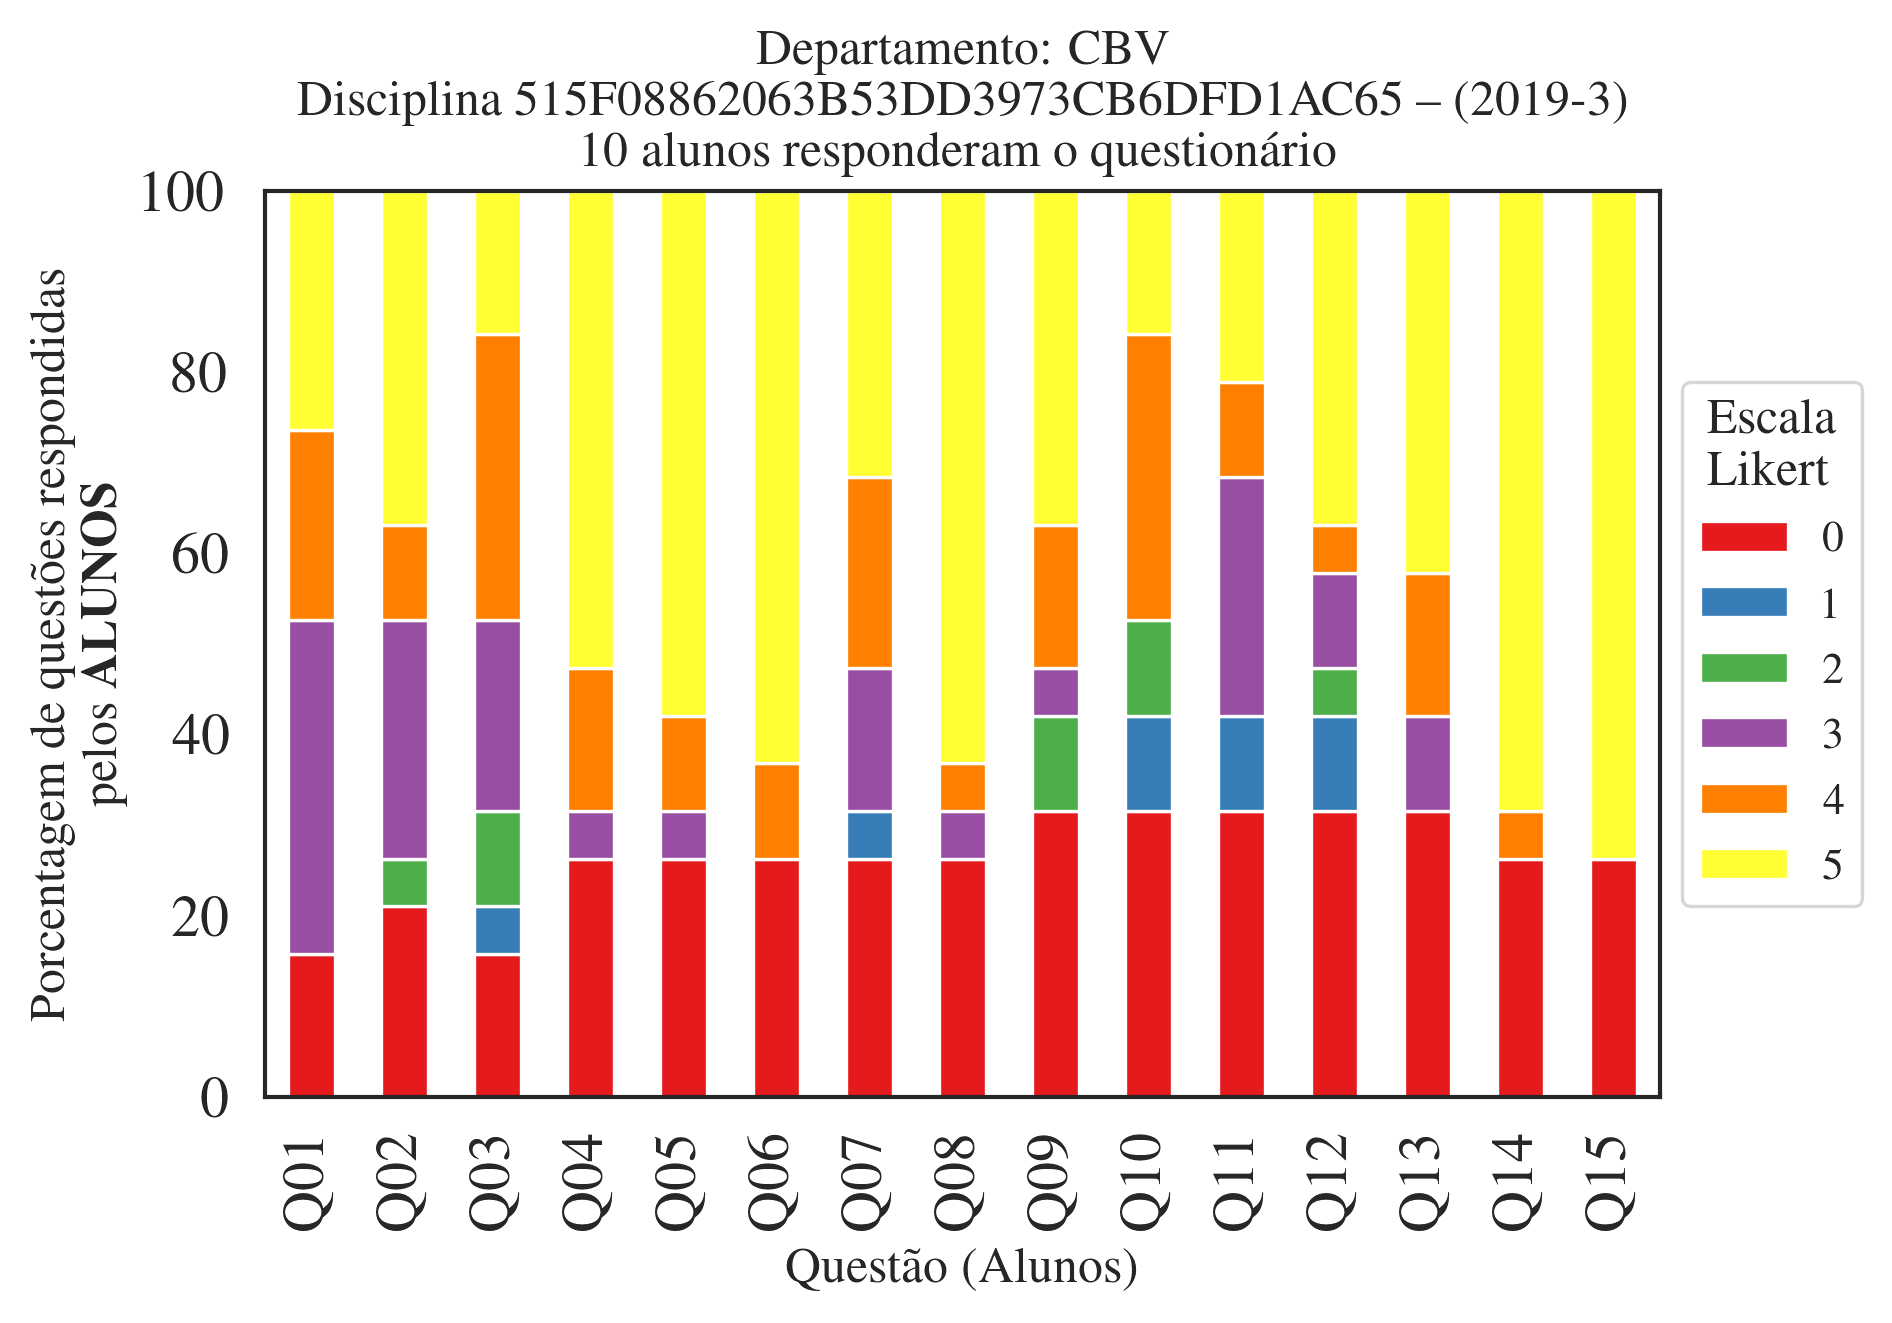 Departamento: CBV
Disciplina 515F08862063B53DD3973CB6DFD1AC65 – (2019-3)
10 alunos responderam o questionário
Porcentagem de questões respondidas
pelos ALUNOS
100
80
60
40
20
0
Q01
Q02
Q03
Q04
Q05
Q06
Q07
Q08
Q09
Q10
Q11
Q12
Q13
Q14
Q15
Questão (Alunos)
Escala
Likert
0
1
2
3
4
5